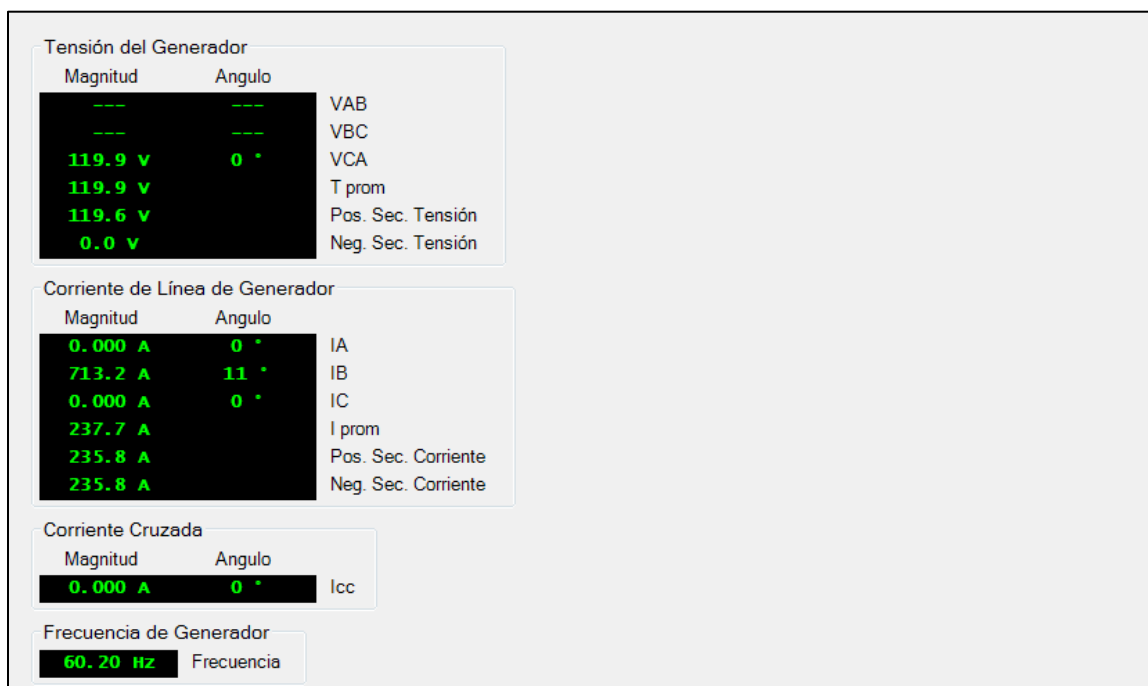 Tensión del Generador
Magnitud Angulo
--- --- VAB
--- --- VBC
119.9 V 0 ° VCA
119.9 V T prom
119.6 V Pos. Sec. Tensión
0.0 V Neg. Sec. Tensión
Corriente de Línea de Generador
Magnitud Angulo
0.000 A 0 ° IA
713.2 A 11 ° IB
0.000 A 0 ° IC
237.7 A I prom
235.8 A Pos. Sec. Corriente
235.8 A Neg. Sec. Corriente
Corriente Cruzada
Magnitud Angulo
0.000 A 0 ° Icc
Frecuencia de Generador
60.20 Hz Frecuencia